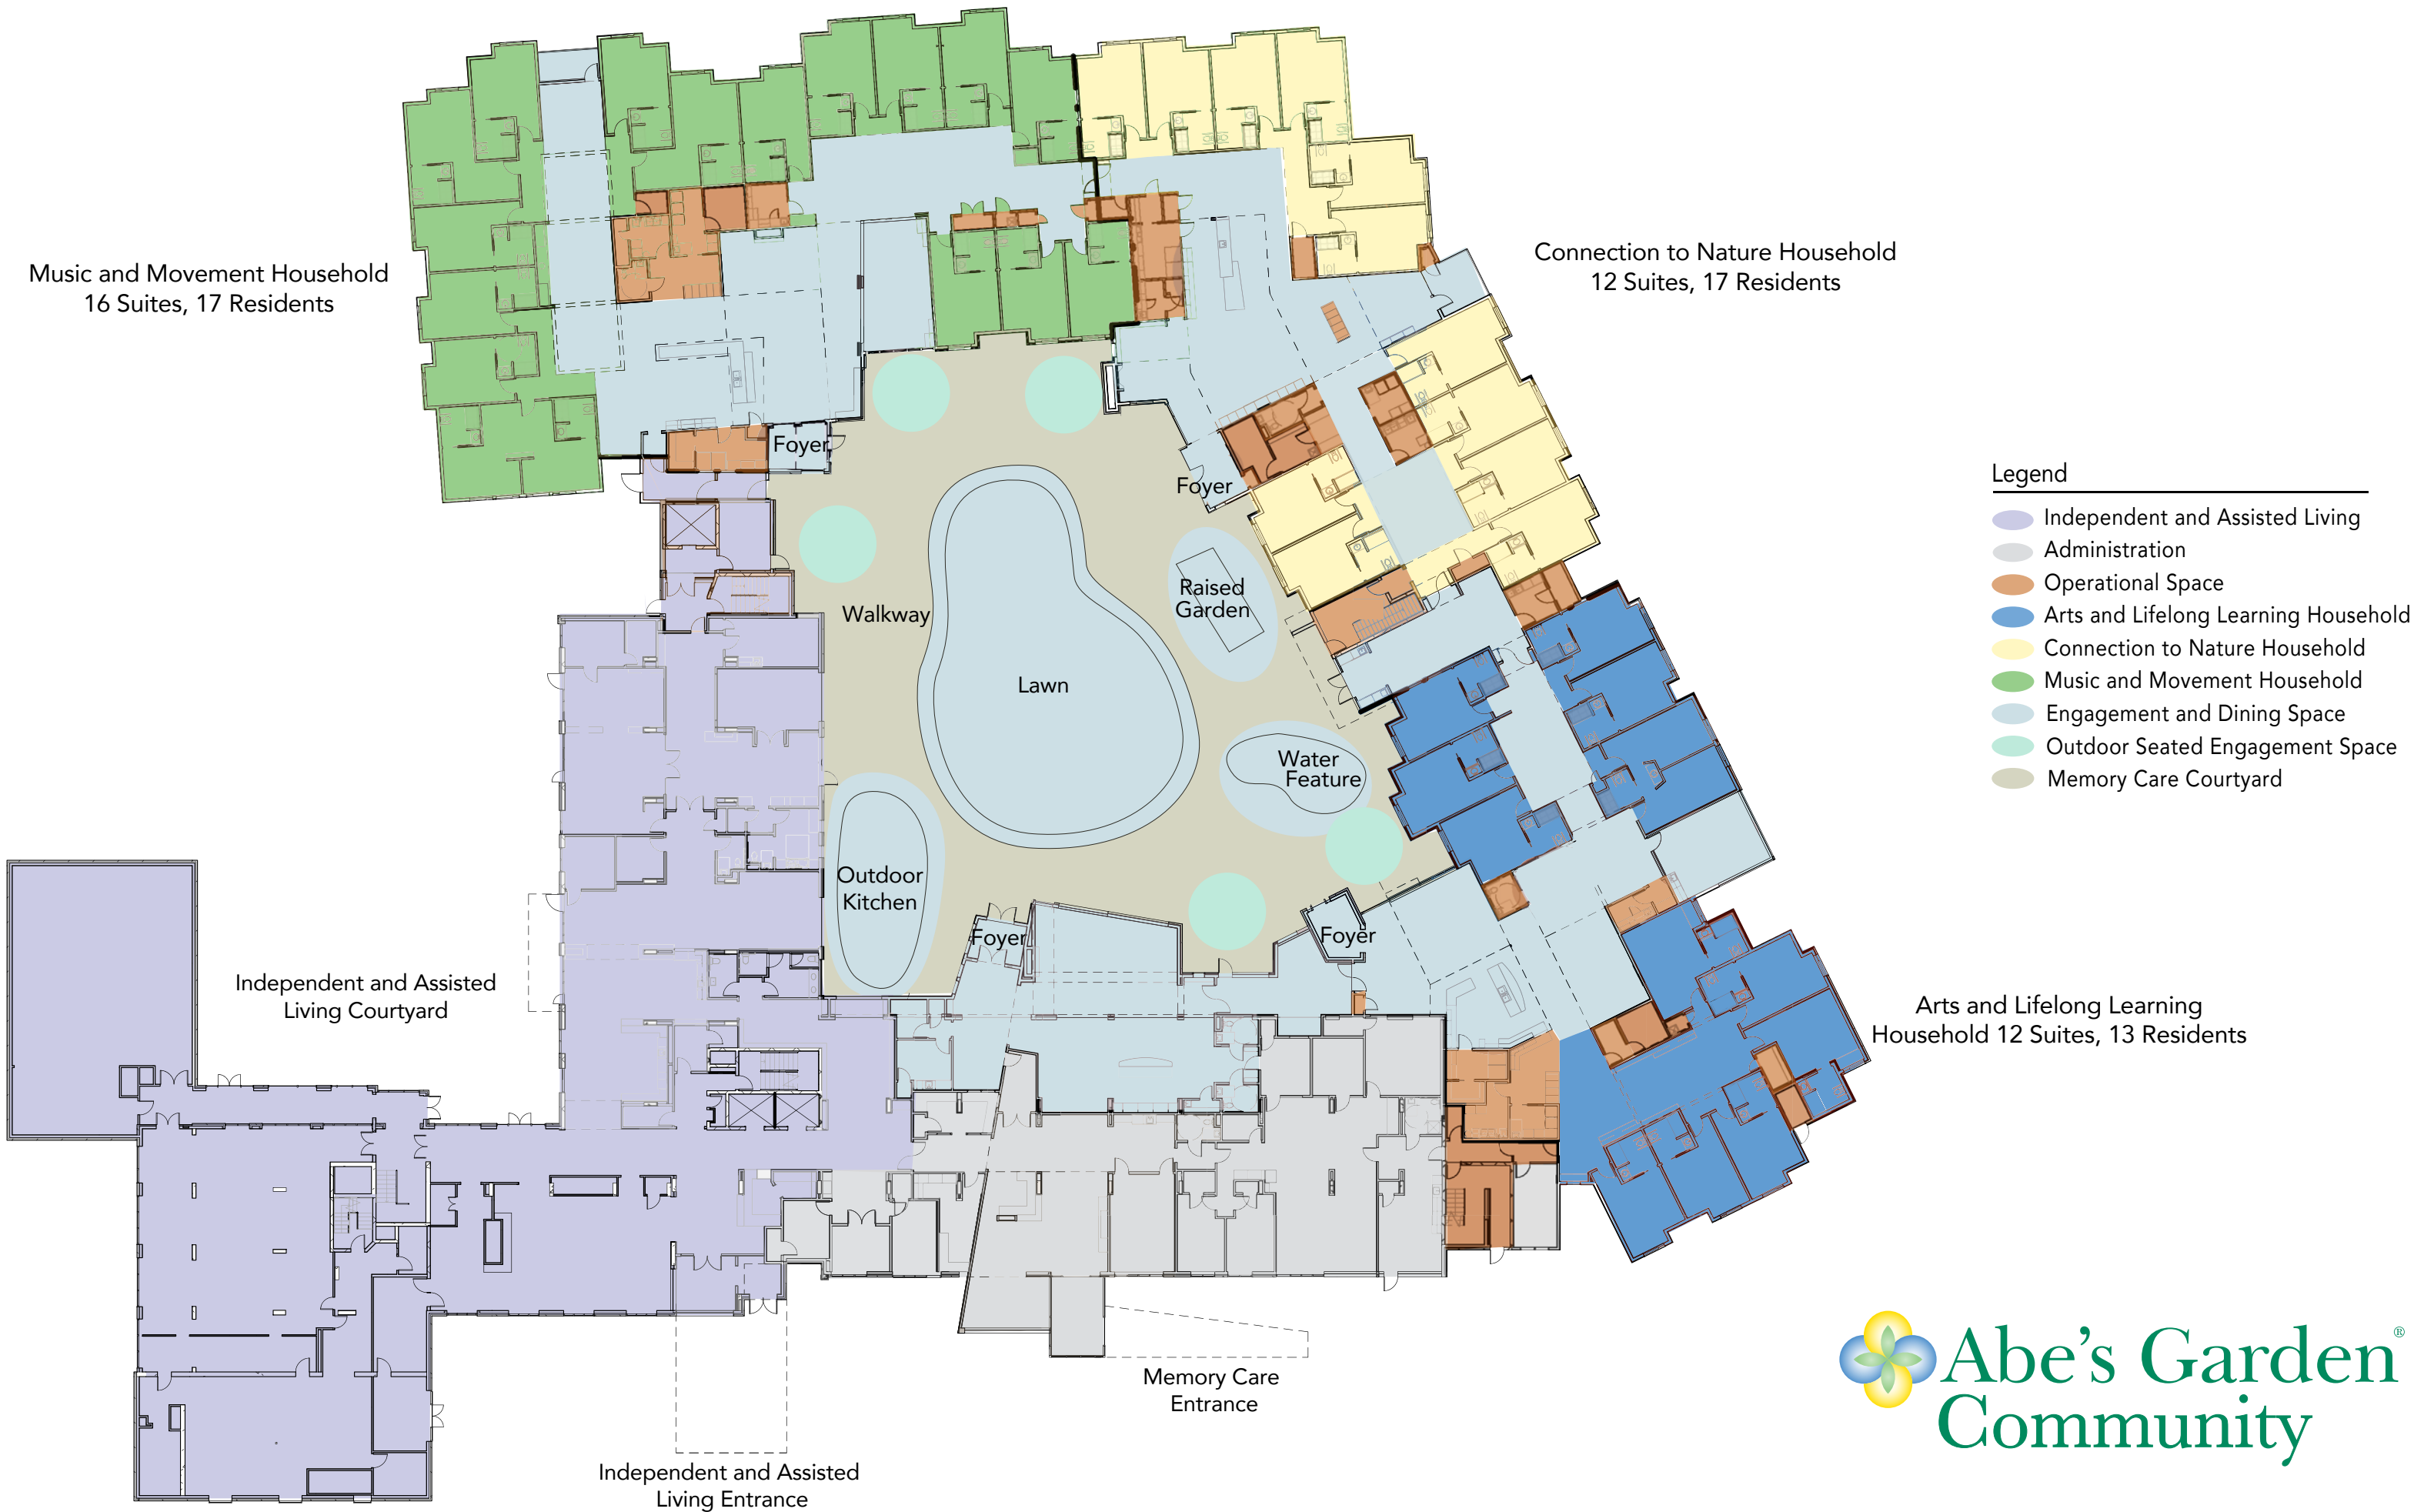 Music and Movement Household
16 Suites, 17 Residents
Connection to Nature Household
12 Suites, 17 Residents
Foyer
Foyer
Walkway
Raised
Garden
Lawn
Water
Feature
Outdoor
Kitchen
Foyer
Foyer
Independent and Assisted
Living Courtyard
Arts and Lifelong Learning
Household 12 Suites, 13 Residents
Memory Care
Entrance
Independent and Assisted
Living Entrance
Legend
Independent and Assisted Living
Administration
Operational Space
Arts and Lifelong Learning Household
Connection to Nature Household
Music and Movement Household
Engagement and Dining Space
Outdoor Seated Engagement Space
Memory Care Courtyard
Abe's Garden®
Community